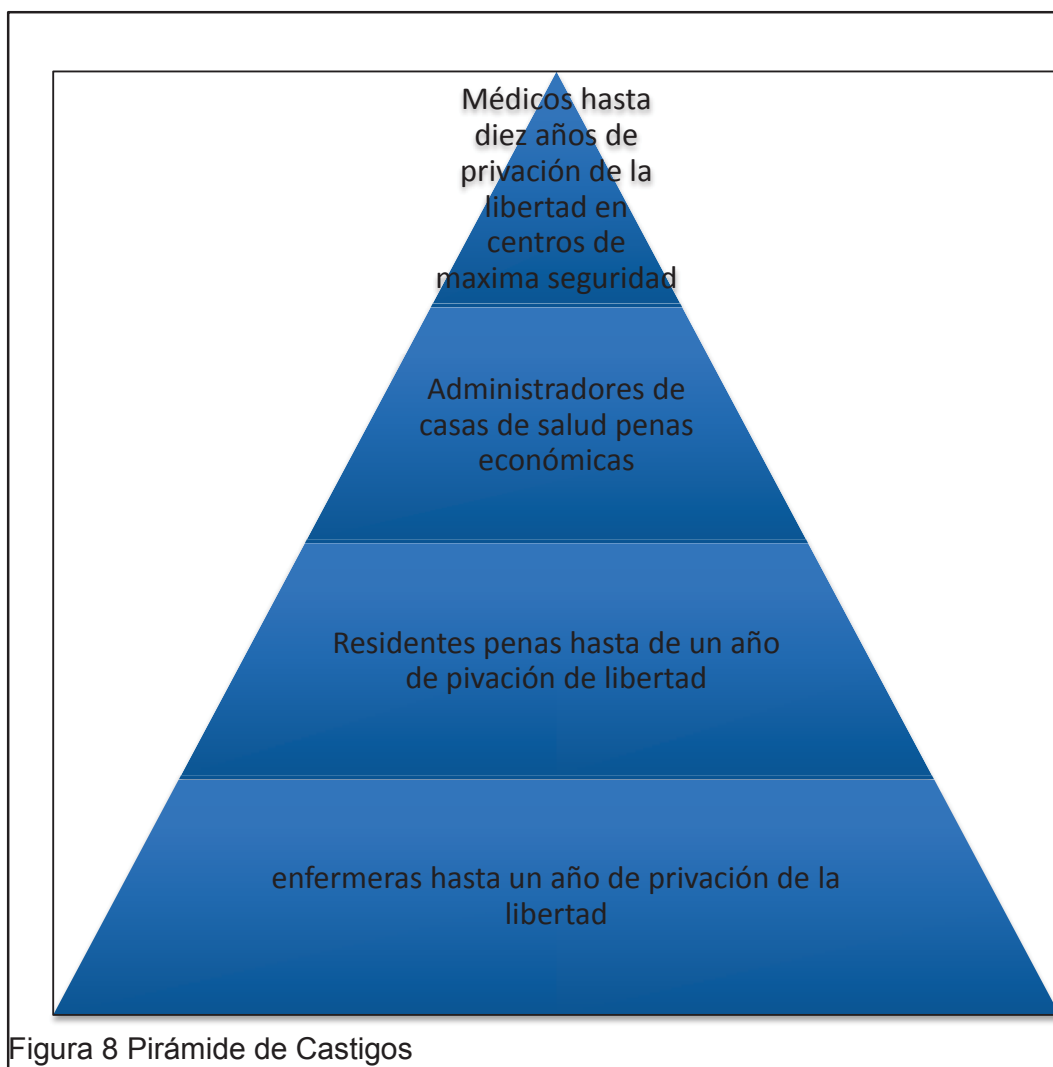 Médicos hasta
diez años de
privación de la
libertad en
centros de
maxima seguridad
Administradores de
casas de salud penas
económicas
Residentes penas hasta de un año
de pivación de libertad
enfermeras hasta un año de privación de la
libertad
Figura 8 Pirámide de Castigos